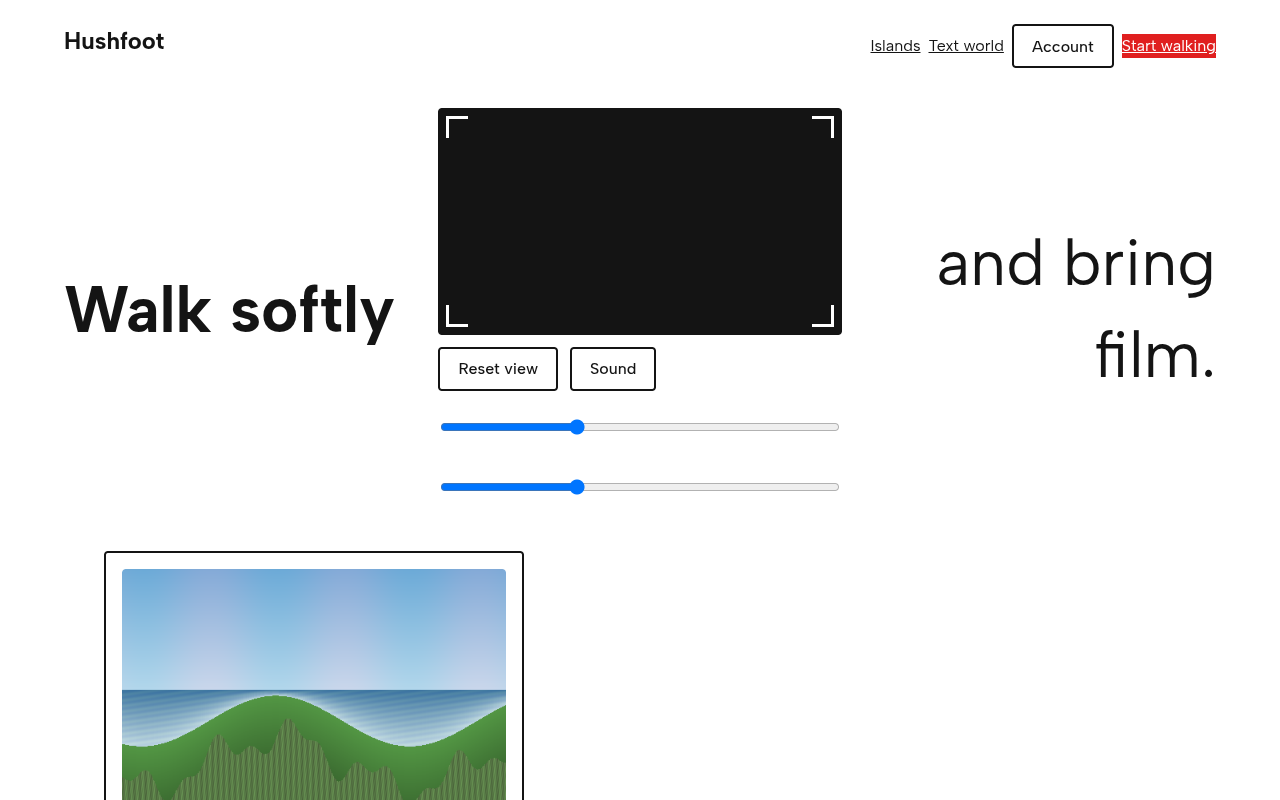 Hushfoot
Islands Text world Account Start walking
Walk softly
and bring
film.
Reset view Sound